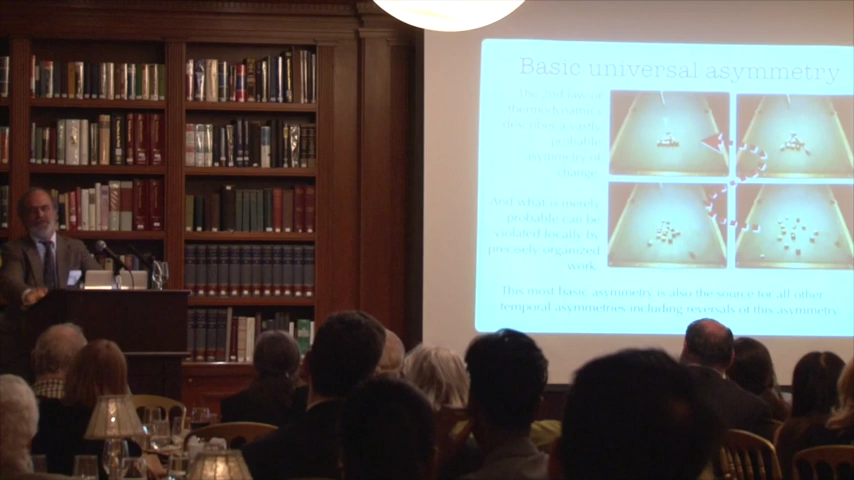 Basic universal asymmetry
The 2nd law of
thermodynamics
describes a vastly
probable
asymmetry of
change.
And what is merely
probable can be
violated locally by
precisely organized
work.
This most basic asymmetry is also the source for all other
temporal asymmetries including reversals of this asymmetry